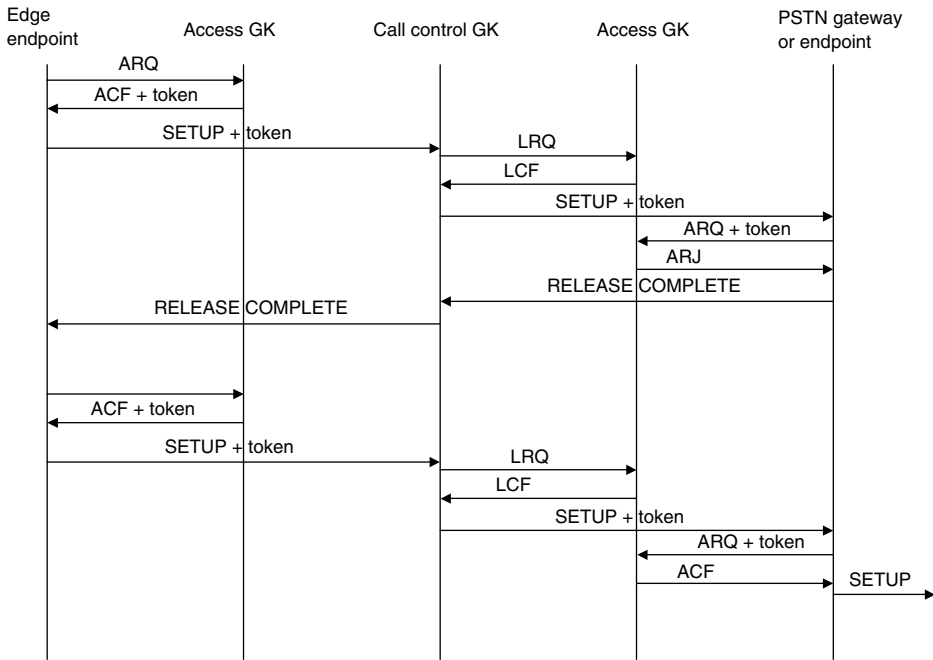 Edge
endpoint
Access GK
Call control GK
Access GK
PSTN gateway
or endpoint
ARQ
ACF + token
SETUP + token
LRQ
LCF
SETUP + token
ARQ + token
ARJ
RELEASE COMPLETE
RELEASE COMPLETE
ACF + token
SETUP + token
LRQ
LCF
SETUP + token
ARQ + token
ACF
SETUP